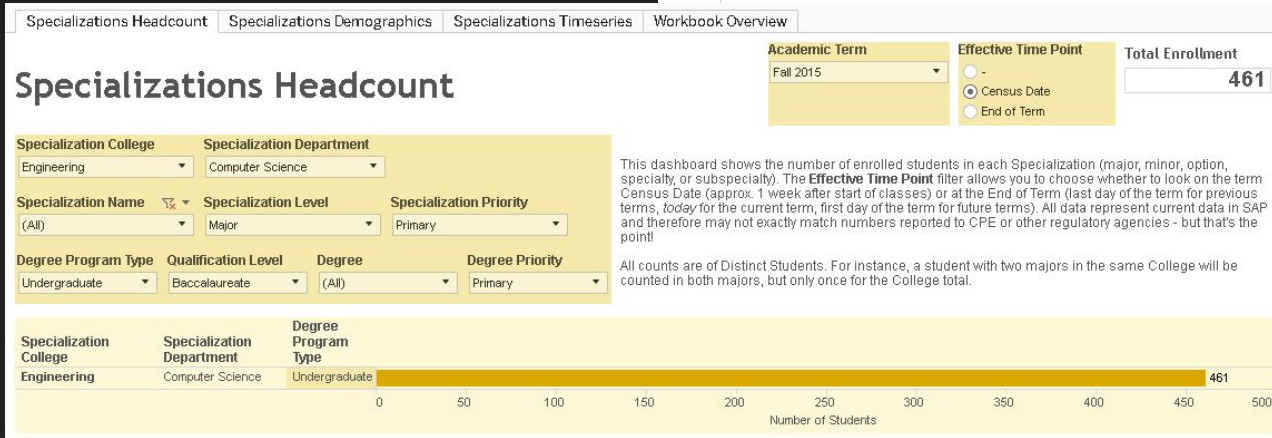 Specializations Headcount Specializations Demographics Specializations Timeseries Workbook Overview
Specializations Headcount
Academic Term
Fall 2015
Effective Time Point
-
Census Date
End of Term
Total Enrollment
461
Specialization College Specialization Department
Engineering Computer Science
Specialization Name Specialization Level Specialization Priority
(All) Major Primary
Degree Program Type Qualification Level Degree Degree Priority
Undergraduate Baccalaureate (All) Primary
This dashboard shows the number of enrolled students in each Specialization (major, minor, option,
specialty, or subspecialty). The Effective Time Point filter allows you to choose whether to look on the term
Census Date (approx. 1 week after start of classes) or at the End of Term (last day of the term for previous
terms, today for the current term, first day of the term for future terms). All data represent current data in SAP
and therefore may not exactly match numbers reported to CPE or other regulatory agencies - but that's the
point!
All counts are of Distinct Students. For instance, a student with two majors in the same College will be
counted in both majors, but only once for the College total.
Specialization
College
Specialization
Department
Degree
Program
Type
Engineering Computer Science Undergraduate 461
0 50 100 150 200 250 300 350 400 450 500
Number of Students